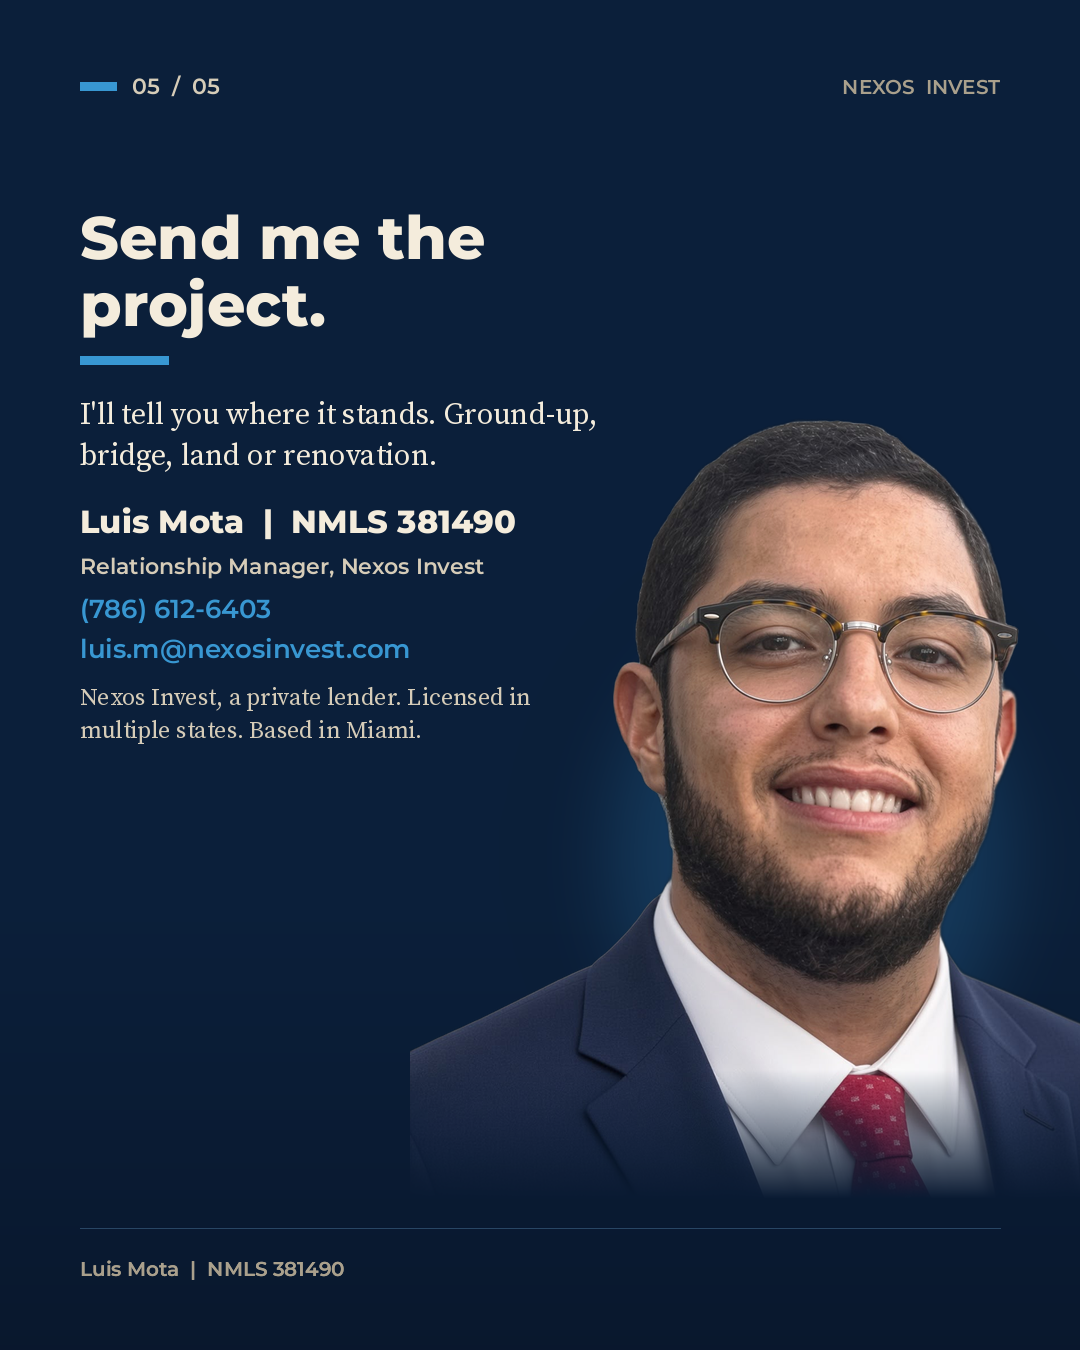 05 / 05
NEXOS INVEST
Send me the
project.
I'll tell you where it stands. Ground-up,
bridge, land or renovation.
Luis Mota | NMLS 381490
Relationship Manager, Nexos Invest
(786) 612-6403
luis.m@nexosinvest.com
Nexos Invest, a private lender. Licensed in
multiple states. Based in Miami.
Luis Mota | NMLS 381490